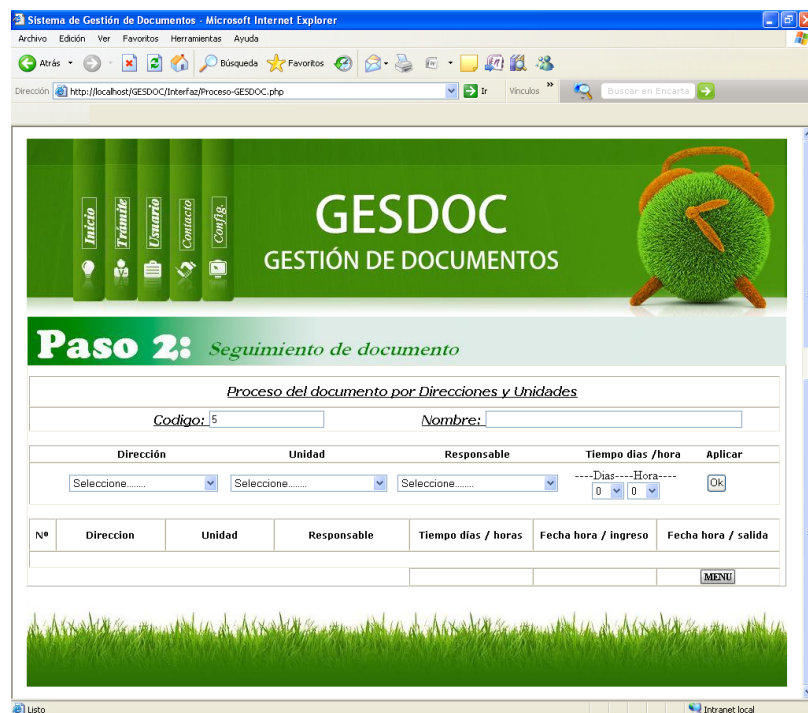 Sistema de Gestión de Documentos - Microsoft Internet Explorer
Archivo Edición Ver Favoritos Herramientas Ayuda
Atrás Búsqueda Favoritos
Dirección http://localhost/GESDOC/Interfaz/Proceso-GESDOC.php Ir Vínculos » Buscar en Encarta
Inicio
Trámite
Usuario
Contacto
Config.
GESDOC
GESTIÓN DE DOCUMENTOS
Paso 2: Seguimiento de documento
Proceso del documento por Direcciones y Unidades
Codigo: 5 Nombre:
Dirección Unidad Responsable Tiempo dias /hora Aplicar
----Dias----Hora----
Seleccione........ Seleccione........ Seleccione........ 0 0 Ok
Nº Direccion Unidad Responsable Tiempo días / horas Fecha hora / ingreso Fecha hora / salida
MENU
Listo Intranet local